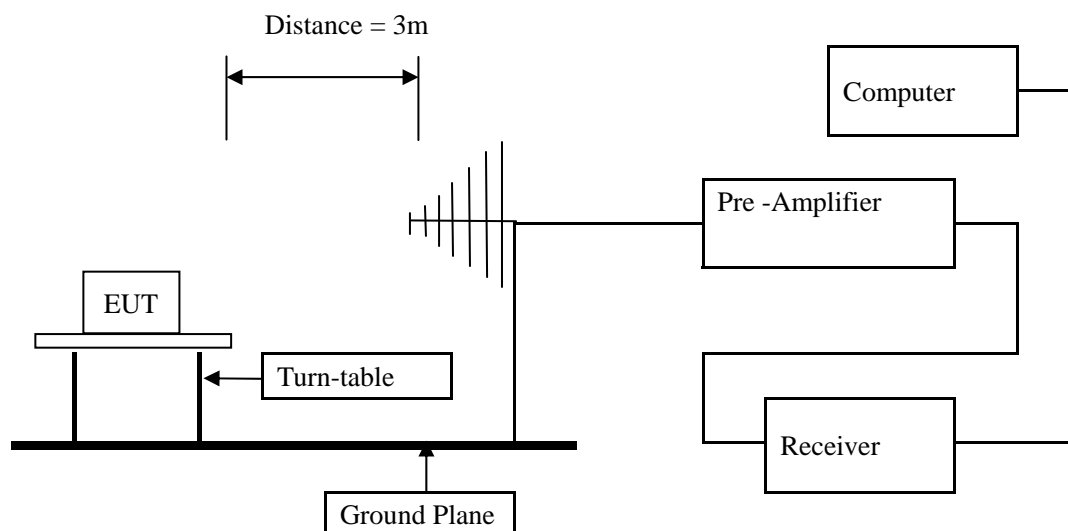 Distance = 3m
Computer
Pre -Amplifier
EUT
Turn-table
Receiver
Ground Plane